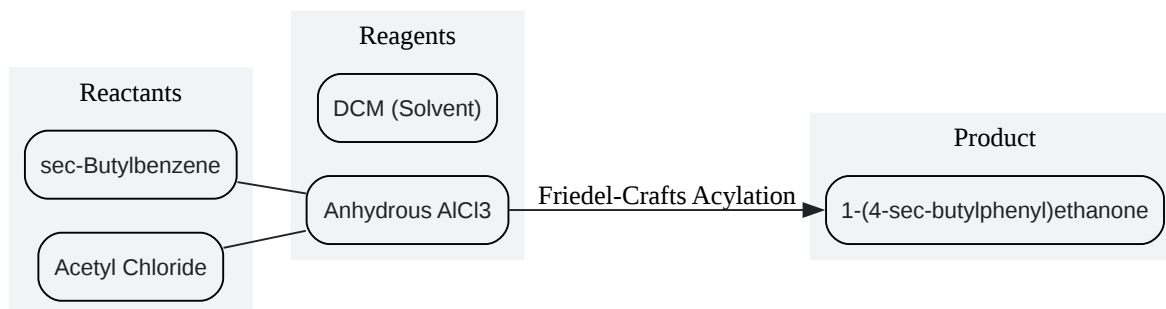 Reagents
DCM (Solvent)
Reactants
sec-Butylbenzene
Acetyl Chloride
Anhydrous AlCl3
Friedel-Crafts Acylation
Product
1-(4-sec-butylphenyl)ethanone